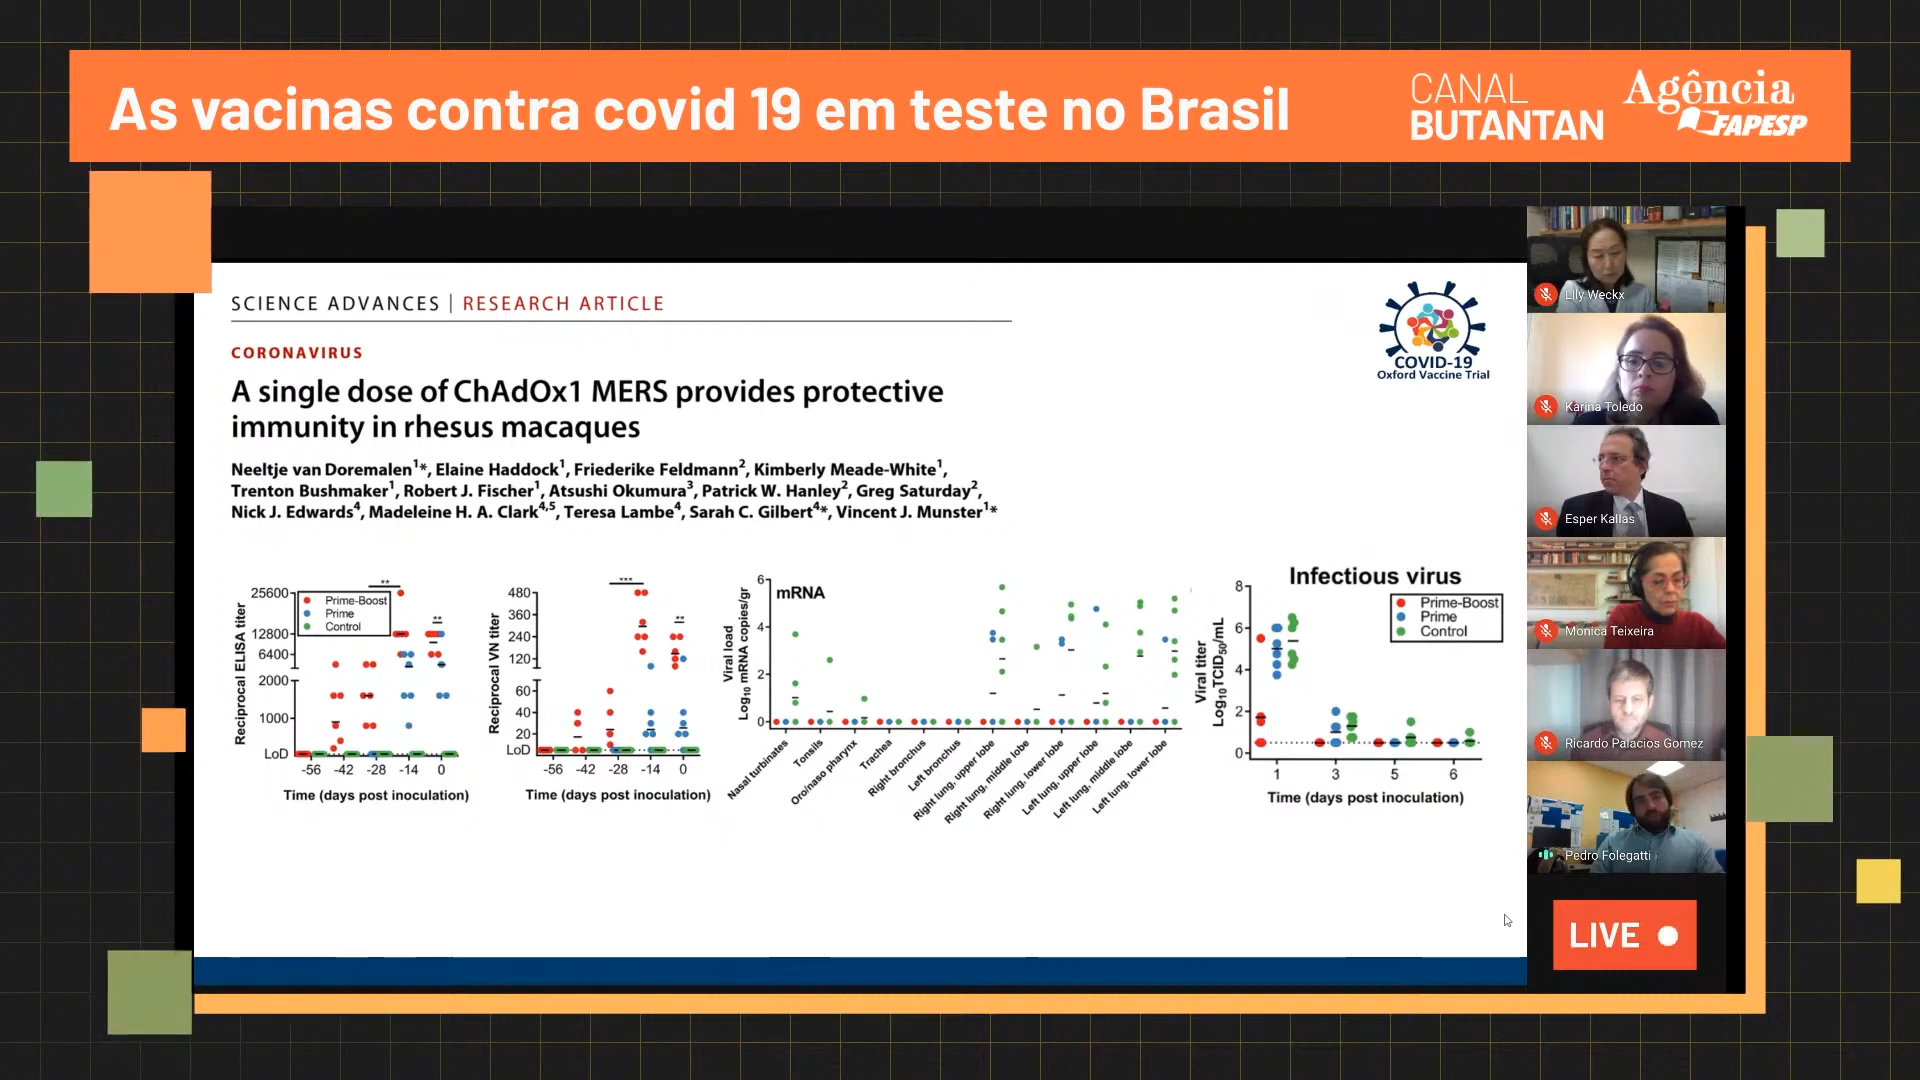 As vacinas contra covid 19 em teste no Brasil
CANAL
BUTANTAN
Agência
FAPESP
SCIENCE ADVANCES | RESEARCH ARTICLE
CORONAVIRUS
A single dose of ChAdOx1 MERS provides protective
immunity in rhesus macaques
Neeltje van Doremalen1*, Elaine Haddock1, Friederike Feldmann2, Kimberly Meade-White1,
Trenton Bushmaker1, Robert J. Fischer1, Atsushi Okumura3, Patrick W. Hanley2, Greg Saturday2,
Nick J. Edwards4, Madeleine H. A. Clark4,5, Teresa Lambe4, Sarah C. Gilbert4*, Vincent J. Munster1*
COVID-19
Oxford Vaccine Trial
Reciprocal ELISA titer
25600
12800
6400
2000
1000
LoD
**
**
Prime-Boost
Prime
Control
-56 -42 -28 -14 0
Time (days post inoculation)
Reciprocal VN titer
480
360
240
120
60
40
20
LoD
***
**
-56 -42 -28 -14 0
Time (days post inoculation)
Viral load
Log10 mRNA copies/gr
6
4
2
0
mRNA
Nasal turbinates
Tonsils
Oro/naso pharynx
Trachea
Right bronchus
Left bronchus
Right lung, upper lobe
Right lung, middle lobe
Right lung, lower lobe
Left lung, upper lobe
Left lung, middle lobe
Left lung, lower lobe
Infectious virus
Viral titer
Log10TCID50/mL
8
6
4
2
0
Prime-Boost
Prime
Control
1 3 5 6
Time (days post inoculation)
Lily Weckx
Karina Toledo
Esper Kallas
Monica Teixeira
Ricardo Palacios Gomez
Pedro Folegatti
LIVE